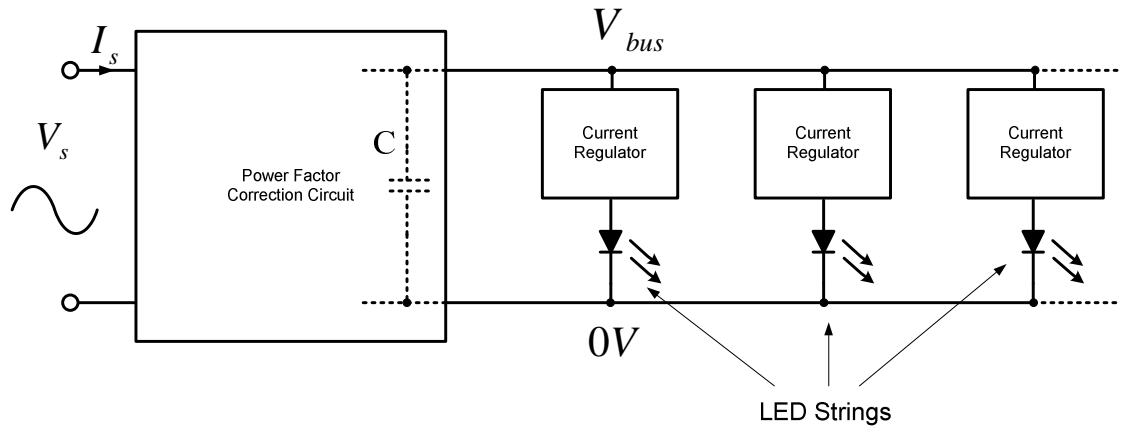 I s
V bus
V s
C
Power Factor
Correction Circuit
Current
Regulator
Current
Regulator
Current
Regulator
0V
LED Strings